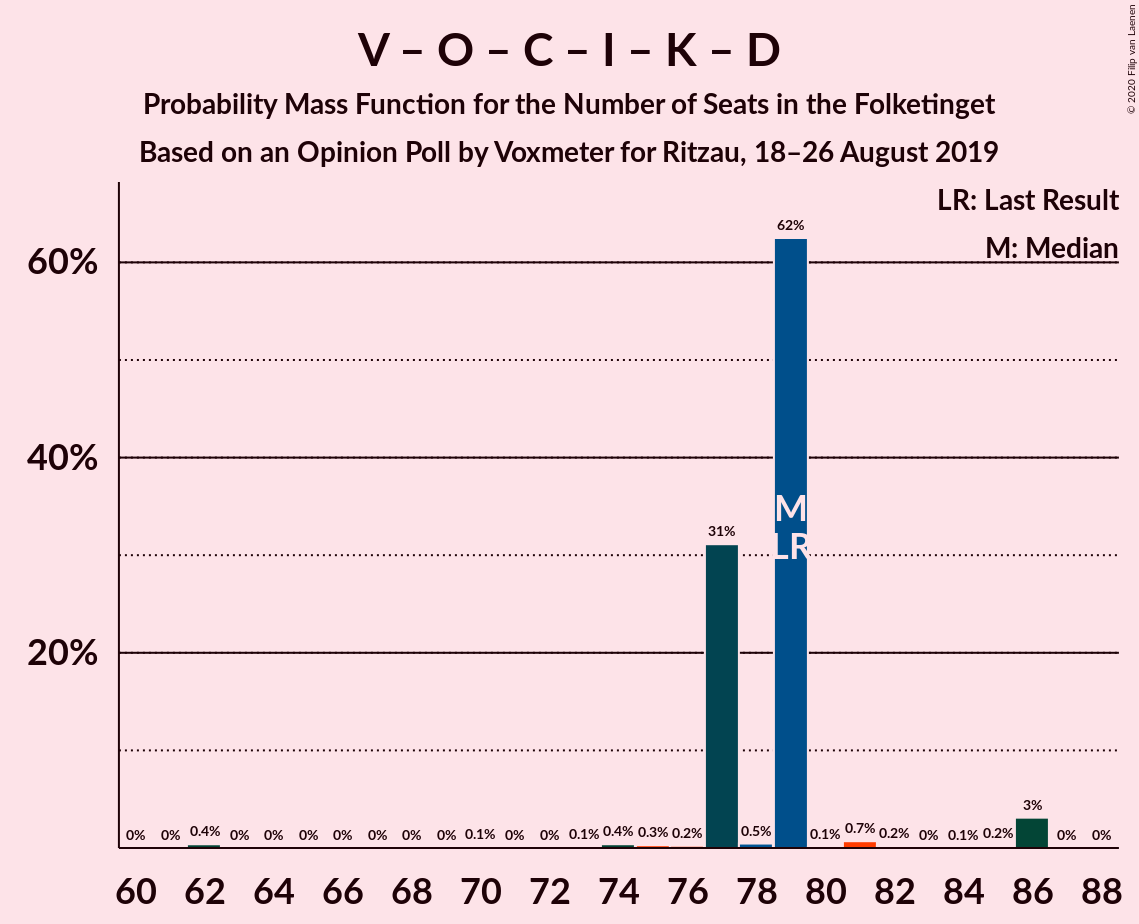 V – O – C – I – K – D
Probability Mass Function for the Number of Seats in the Folketinget
Based on an Opinion Poll by Voxmeter for Ritzau, 18–26 August 2019
© 2020 Filip van Laenen
LR: Last Result
M: Median
60%
40%
20%
0% 0% 0.4% 0% 0% 0% 0% 0% 0% 0% 0.1% 0% 0% 0.1% 0.4% 0.3% 0.2% 31% 0.5% 62% 0.1% 0.7% 0.2% 0% 0.1% 0.2% 3% 0% 0%
M
LR
60 62 64 66 68 70 72 74 76 78 80 82 84 86 88